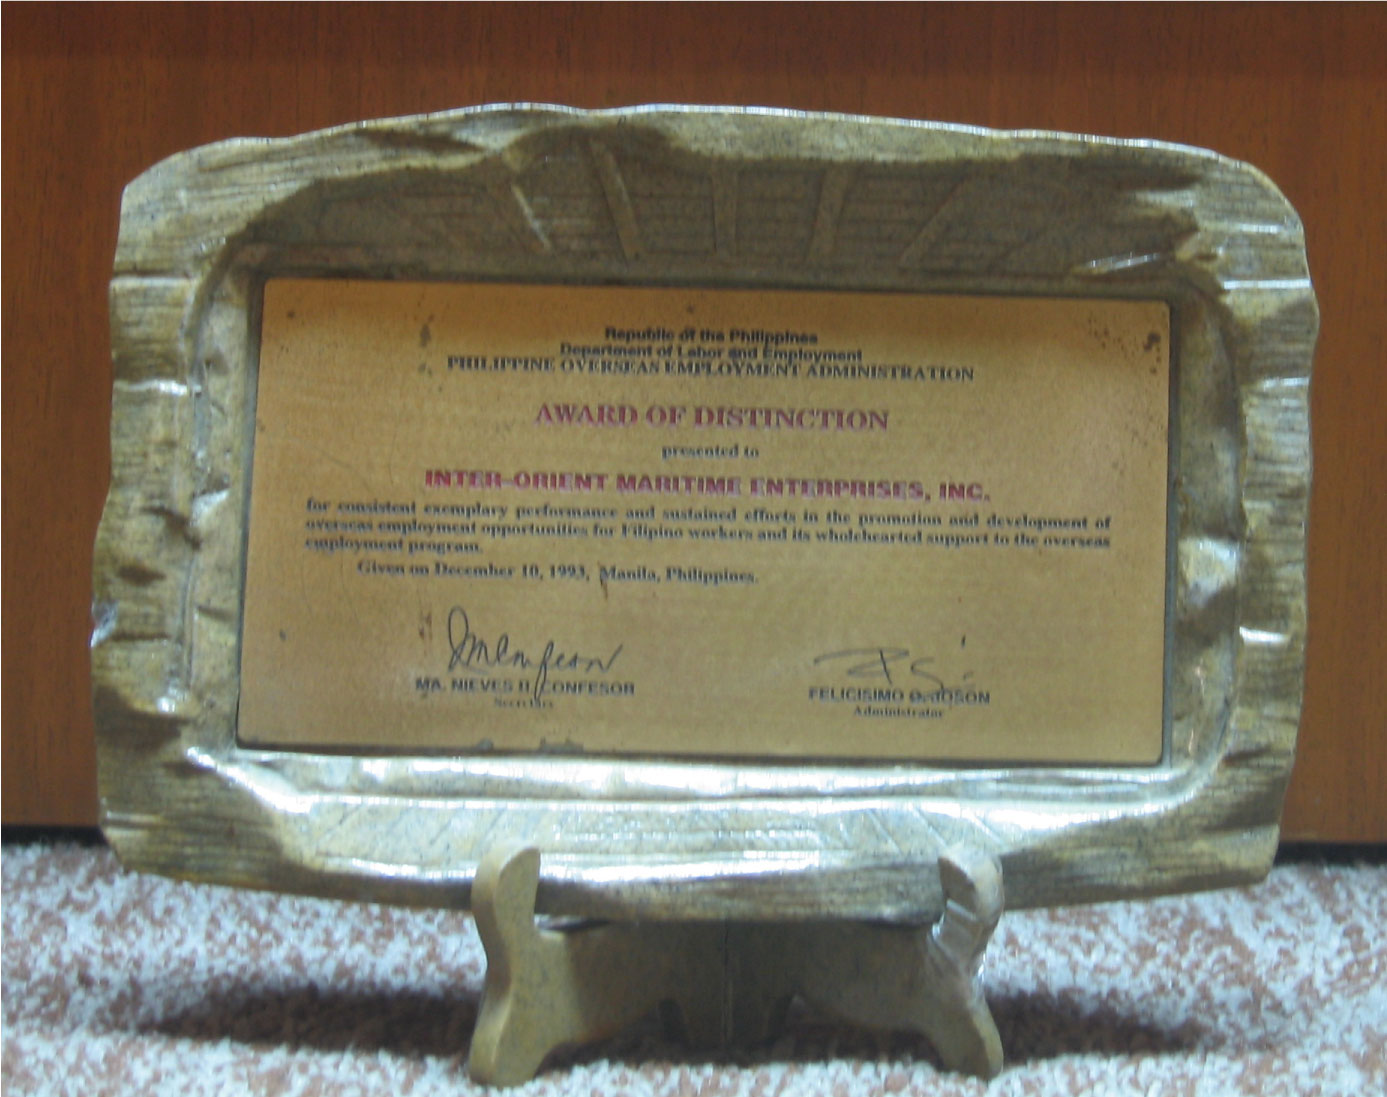 Republic of the Philippines
Department of Labor and Employment
PHILIPPINE OVERSEAS EMPLOYMENT ADMINISTRATION
AWARD OF DISTINCTION
presented to
INTER-ORIENT MARITIME ENTERPRISES, INC.
for consistent exemplary performance and sustained efforts in the promotion and development of
overseas employment opportunities for Filipino workers and its wholehearted support to the overseas
employment program.
Given on December 10, 1993, Manila, Philippines.
MA. NIEVES R. CONFESOR
FELICISIMO O. JOSON
Secretary
Administrator